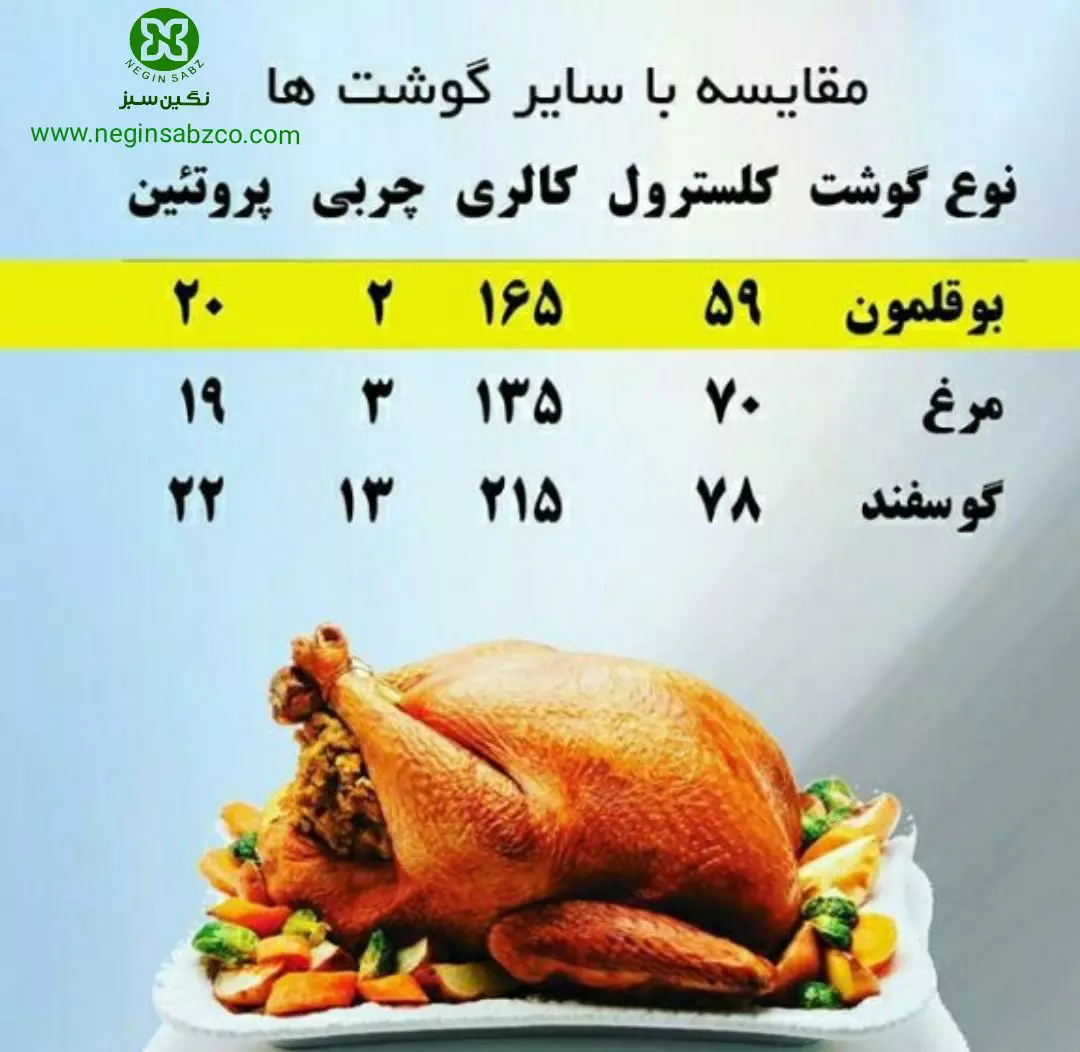 NEGIN SABZ
نگین‌سبز
www.neginsabzco.com
مقایسه با سایر گوشت ها
نوع گوشت کلسترول کالری چربی پروتئین
بوقلمون ۵۹ ۱۶۵ ۲ ۲۰
مرغ ۷۰ ۱۳۵ ۳ ۱۹
گوسفند ۷۸ ۲۱۵ ۱۳ ۲۲